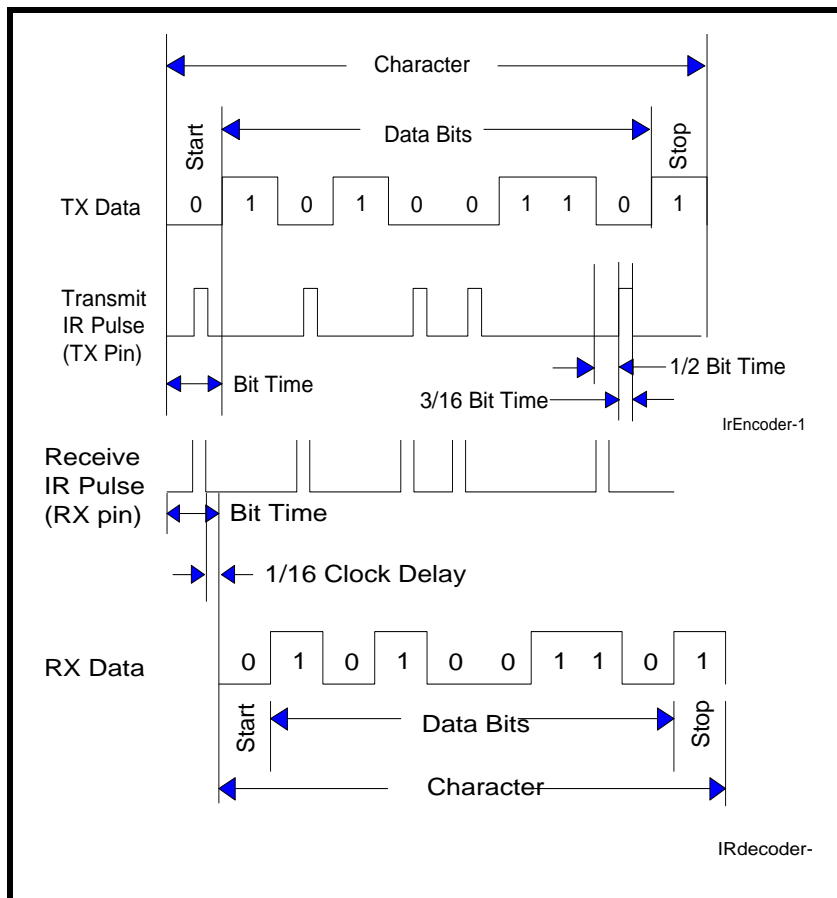 Character
Start
Data Bits
Stop
TX Data
0 1 0 1 0 0 1 1 0 1
Transmit
IR Pulse
(TX Pin)
Bit Time
1/2 Bit Time
3/16 Bit Time
IrEncoder-1
Receive
IR Pulse
(RX pin)
Bit Time
1/16 Clock Delay
RX Data
0 1 0 1 0 0 1 1 0 1
Start
Data Bits
Stop
Character
IRdecoder-